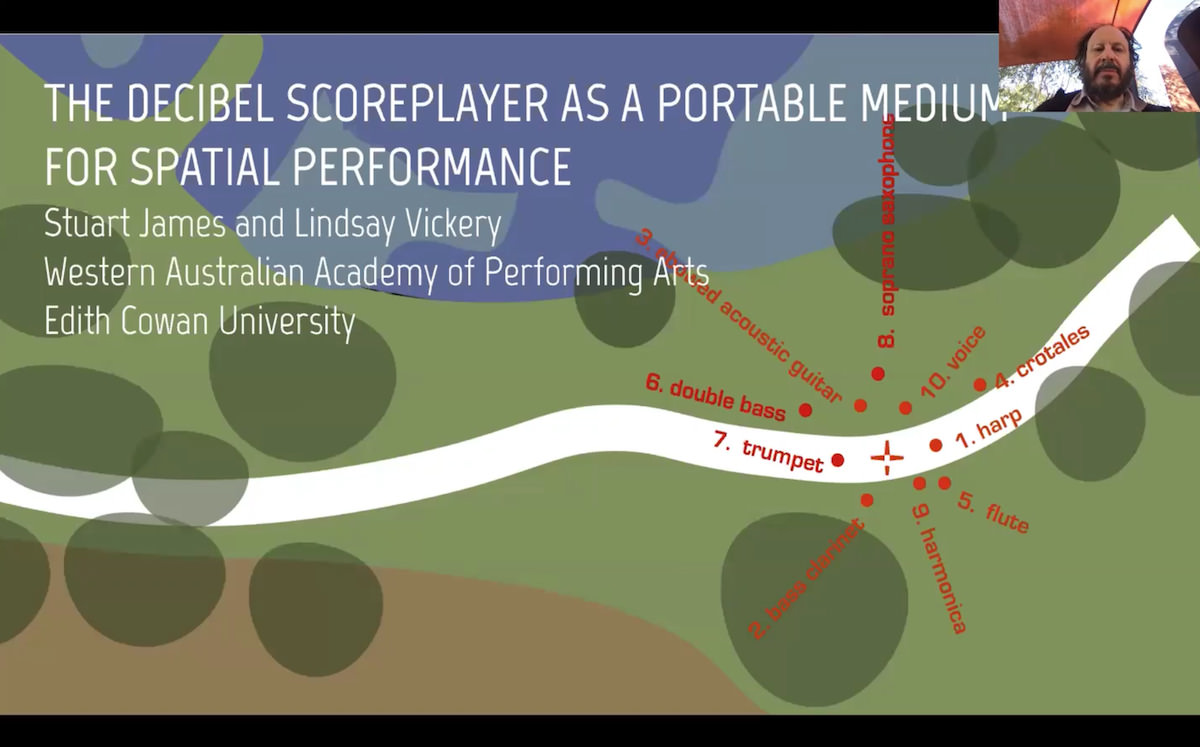 THE DECIBEL SCOREPLAYER AS A PORTABLE MEDIUM
FOR SPATIAL PERFORMANCE
Stuart James and Lindsay Vickery
Western Australian Academy of Performing Arts
Edith Cowan University
3. bowed acoustic guitar
8. soprano saxophone
10. voice
4. crotales
6. double bass
1. harp
7. trumpet
5. flute
9. harmonica
2. bass clarinet